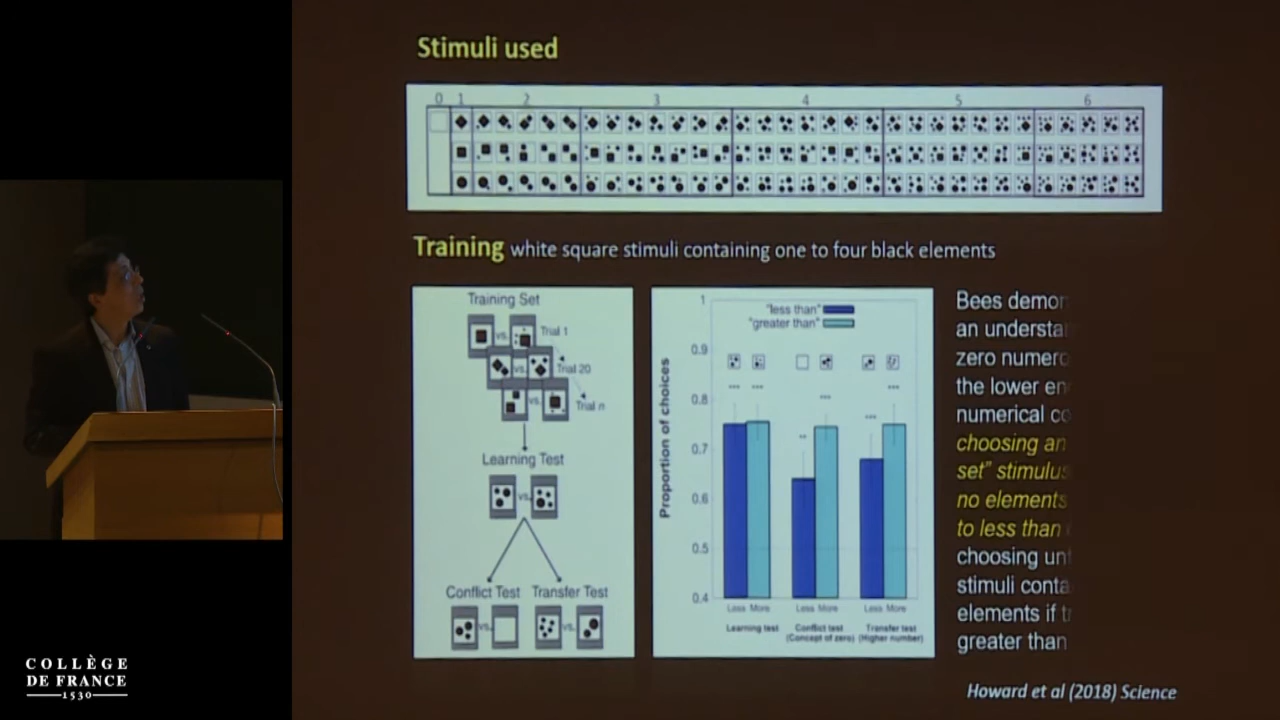 Stimuli used
0 1 2 3 4 5 6
Training white square stimuli containing one to four black elements
Training Set
vs. Trial 1
vs. Trial 20
vs. Trial n
Learning Test
vs.
Conflict Test Transfer Test
vs. vs.
Proportion of choices
"less than"
"greater than"
1
0.9
0.8
0.7
0.6
0.5
0.4
*** ***
** ***
*** ***
Less More Less More Less More
Learning test Conflict test Transfer test
(Concept of zero) (Higher number)
Bees demon
an understa
zero numero
the lower en
numerical co
choosing an
set" stimulus
no elements
to less than
choosing un
stimuli conta
elements if t
greater than
Howard et al (2018) Science
COLLÈGE
DE FRANCE
1530